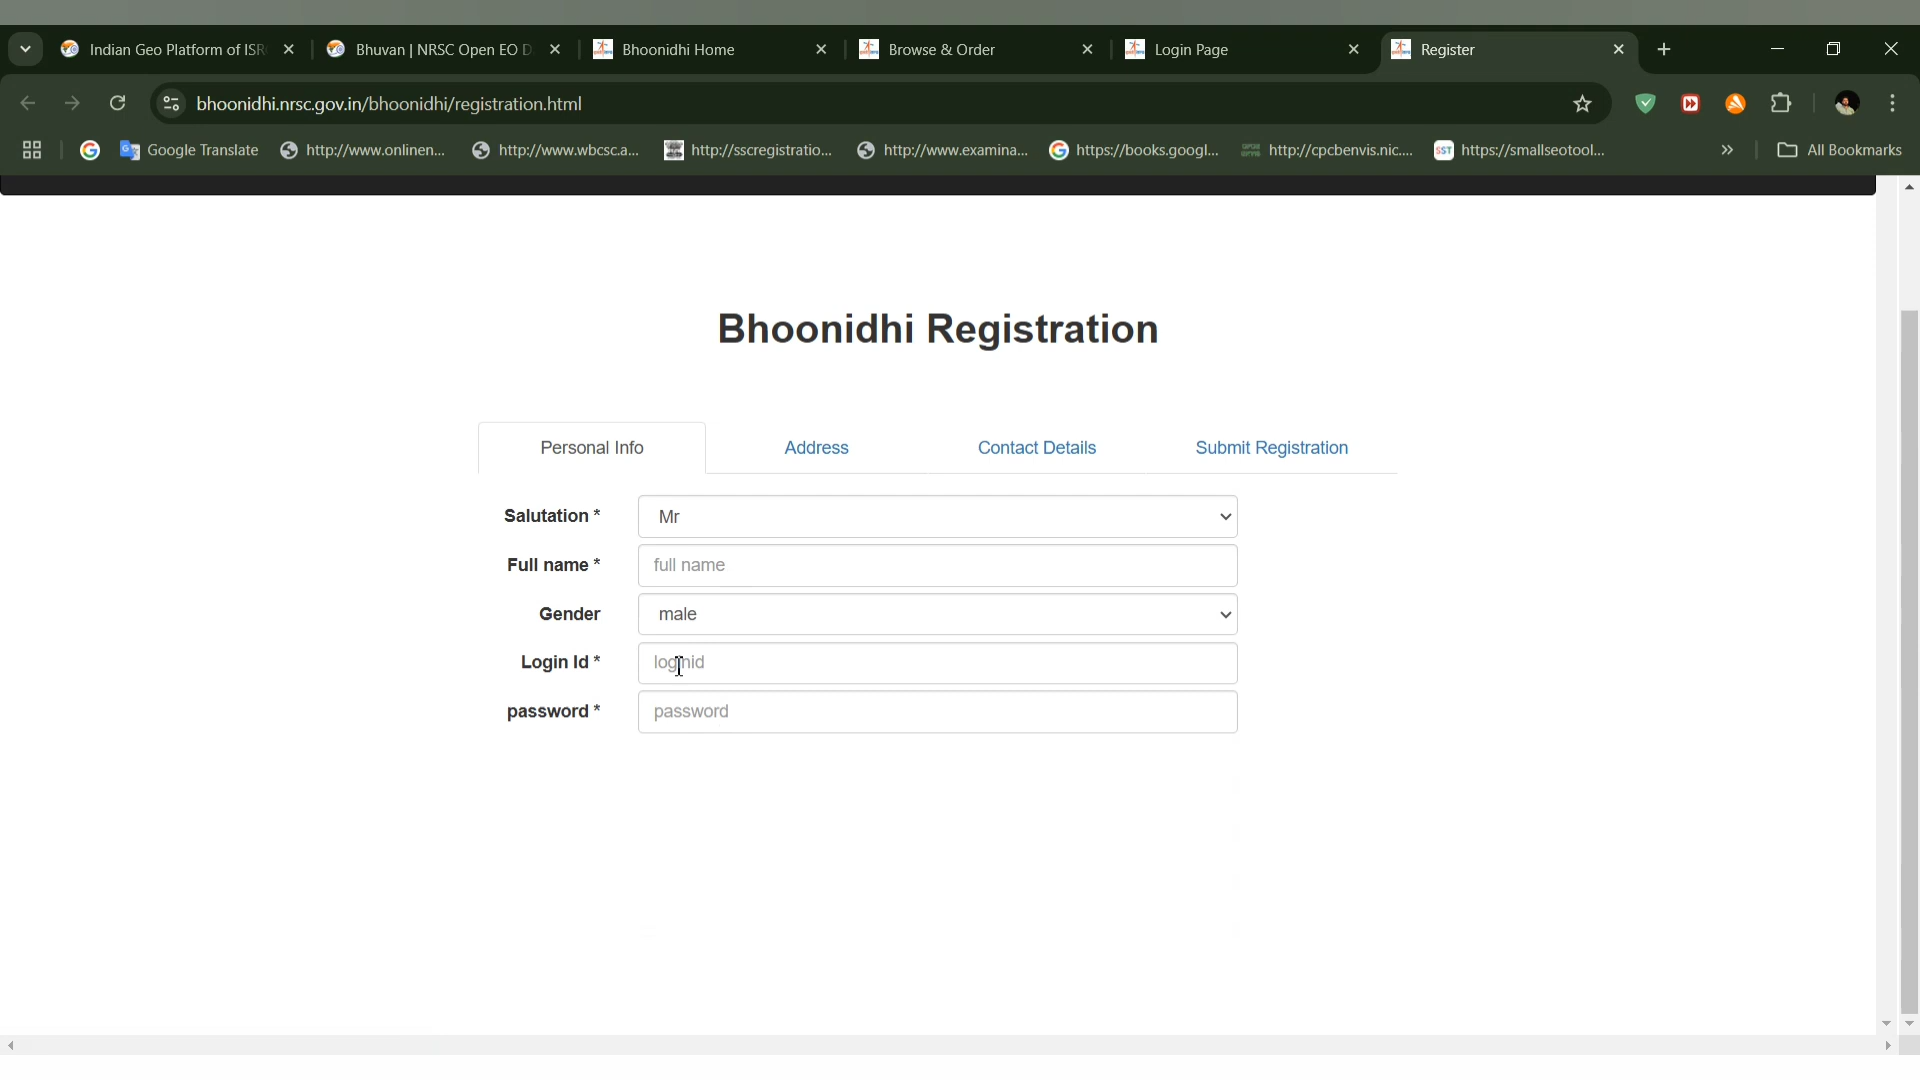 Indian Geo Platform of ISR
Bhuvan | NRSC Open EO D
Bhoonidhi Home
Browse & Order
Login Page
Register
bhoonidhi.nrsc.gov.in/bhoonidhi/registration.html
Google Translate
http://www.onlinen...
http://www.wbcsc.a...
http://sscregistratio...
http://www.examina...
https://books.googl...
http://cpcbenvis.nic....
SST
https://smallseotool...
All Bookmarks
Bhoonidhi Registration
Personal Info
Address
Contact Details
Submit Registration
Salutation *
Mr
Full name *
full name
Gender
male
Login Id *
loginid
password *
password